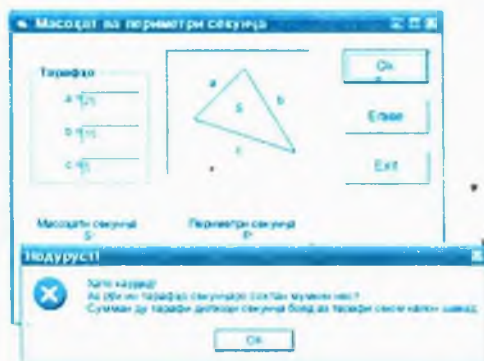 Масоҳат ва периметри секунҷа
Тарафҳо
a =
b =
c =
a
b
S
c
Ok
Erase
Exit
Масоҳати секунҷа
S=
Периметри секунҷа
P=
Нодуруст!
Хато кардед!
Аз рӯи ин тарафҳо секунҷаро сохтан мумкин нест!
Суммаи ду тарафи дилхоҳи секунҷа бояд аз тарафи сеюм калон шавад
Ok